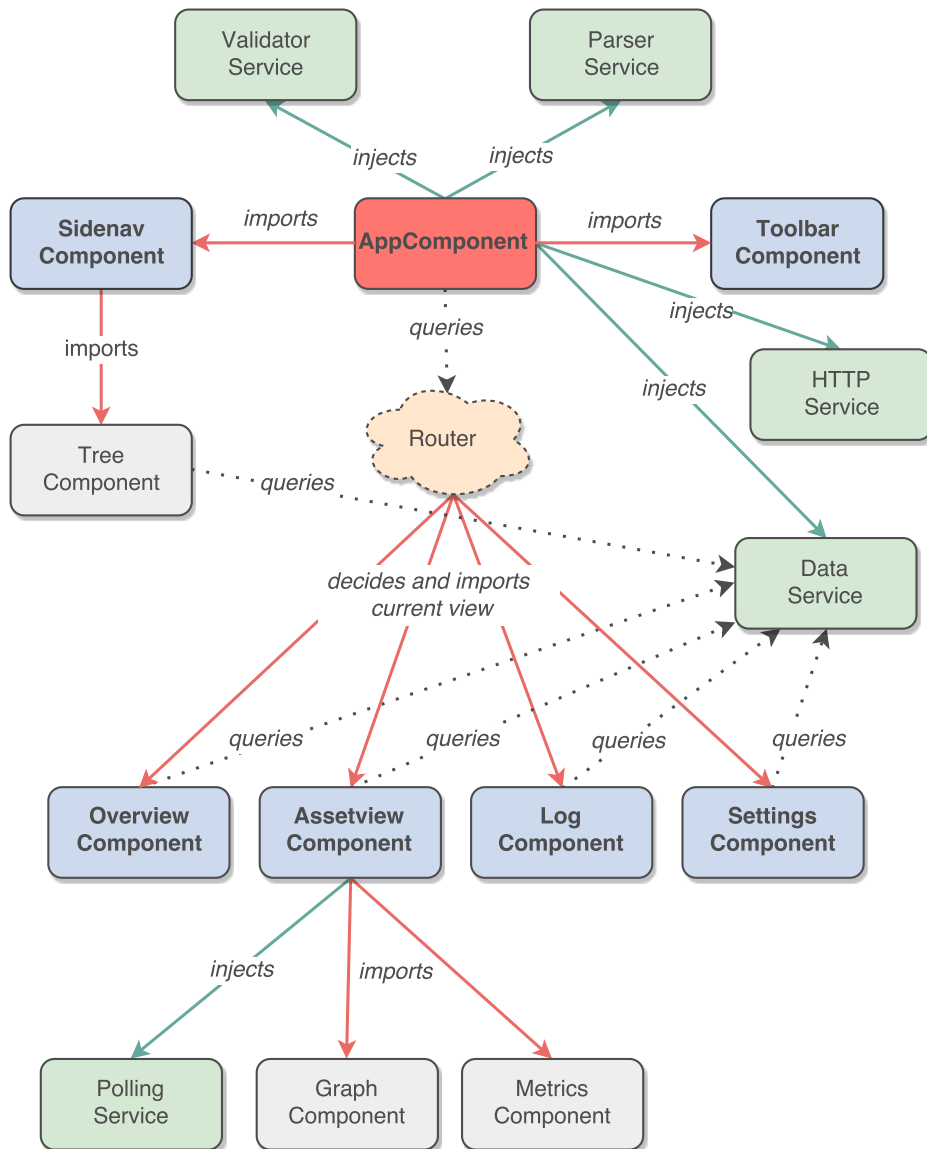 Validator
Service
Parser
Service
injects
injects
Sidenav
Component
imports
AppComponent
imports
Toolbar
Component
injects
queries
imports
HTTP
Service
injects
Router
Tree
Component
queries
Data
Service
decides and imports
current view
queries
queries
queries
queries
Overview
Component
Assetview
Component
Log
Component
Settings
Component
injects
imports
Polling
Service
Graph
Component
Metrics
Component